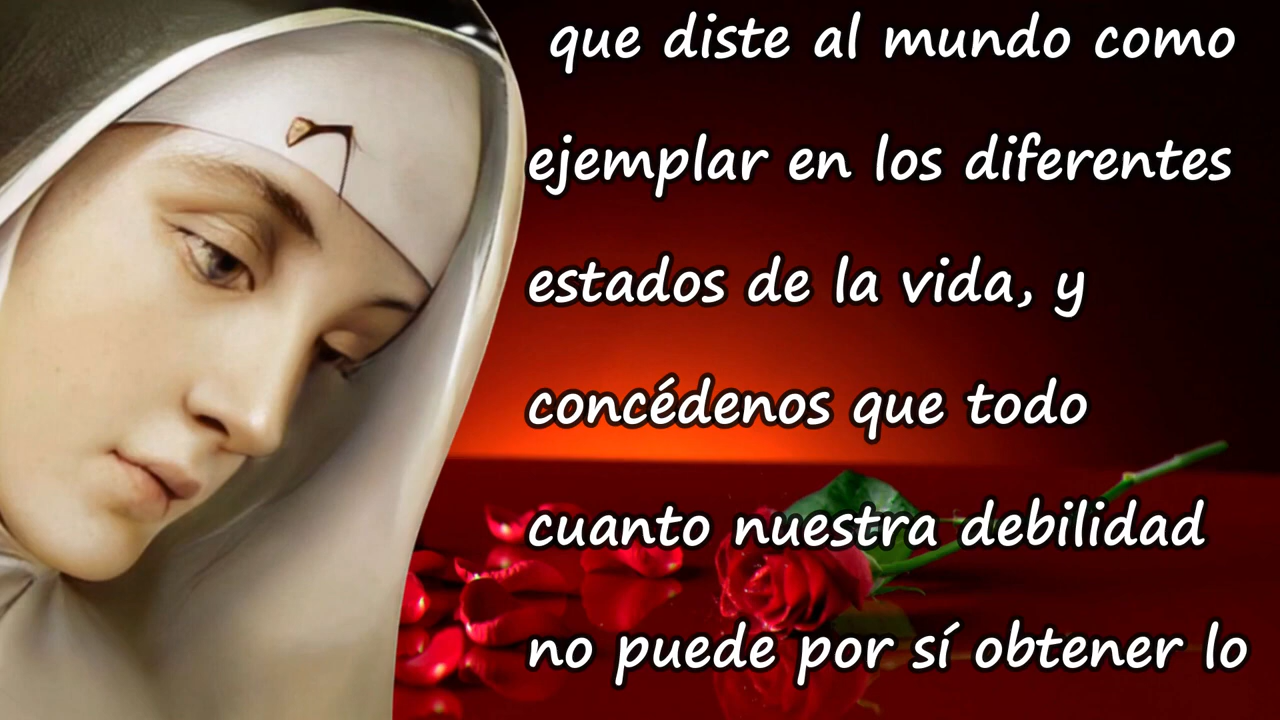 que diste al mundo como
ejemplar en los diferentes
estados de la vida, y
concédenos que todo
cuanto nuestra debilidad
no puede por sí obtener lo